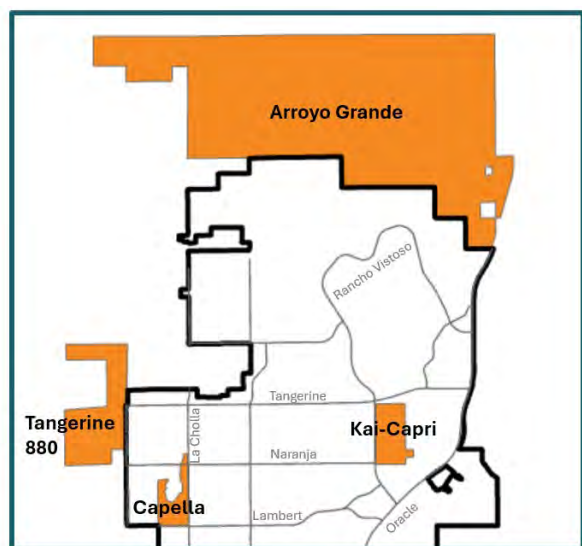 Arroyo Grande
Rancho Vistoso
Tangerine
Tangerine
880
La Cholla
Kai-Capri
Naranja
Capella
Lambert
Oracle